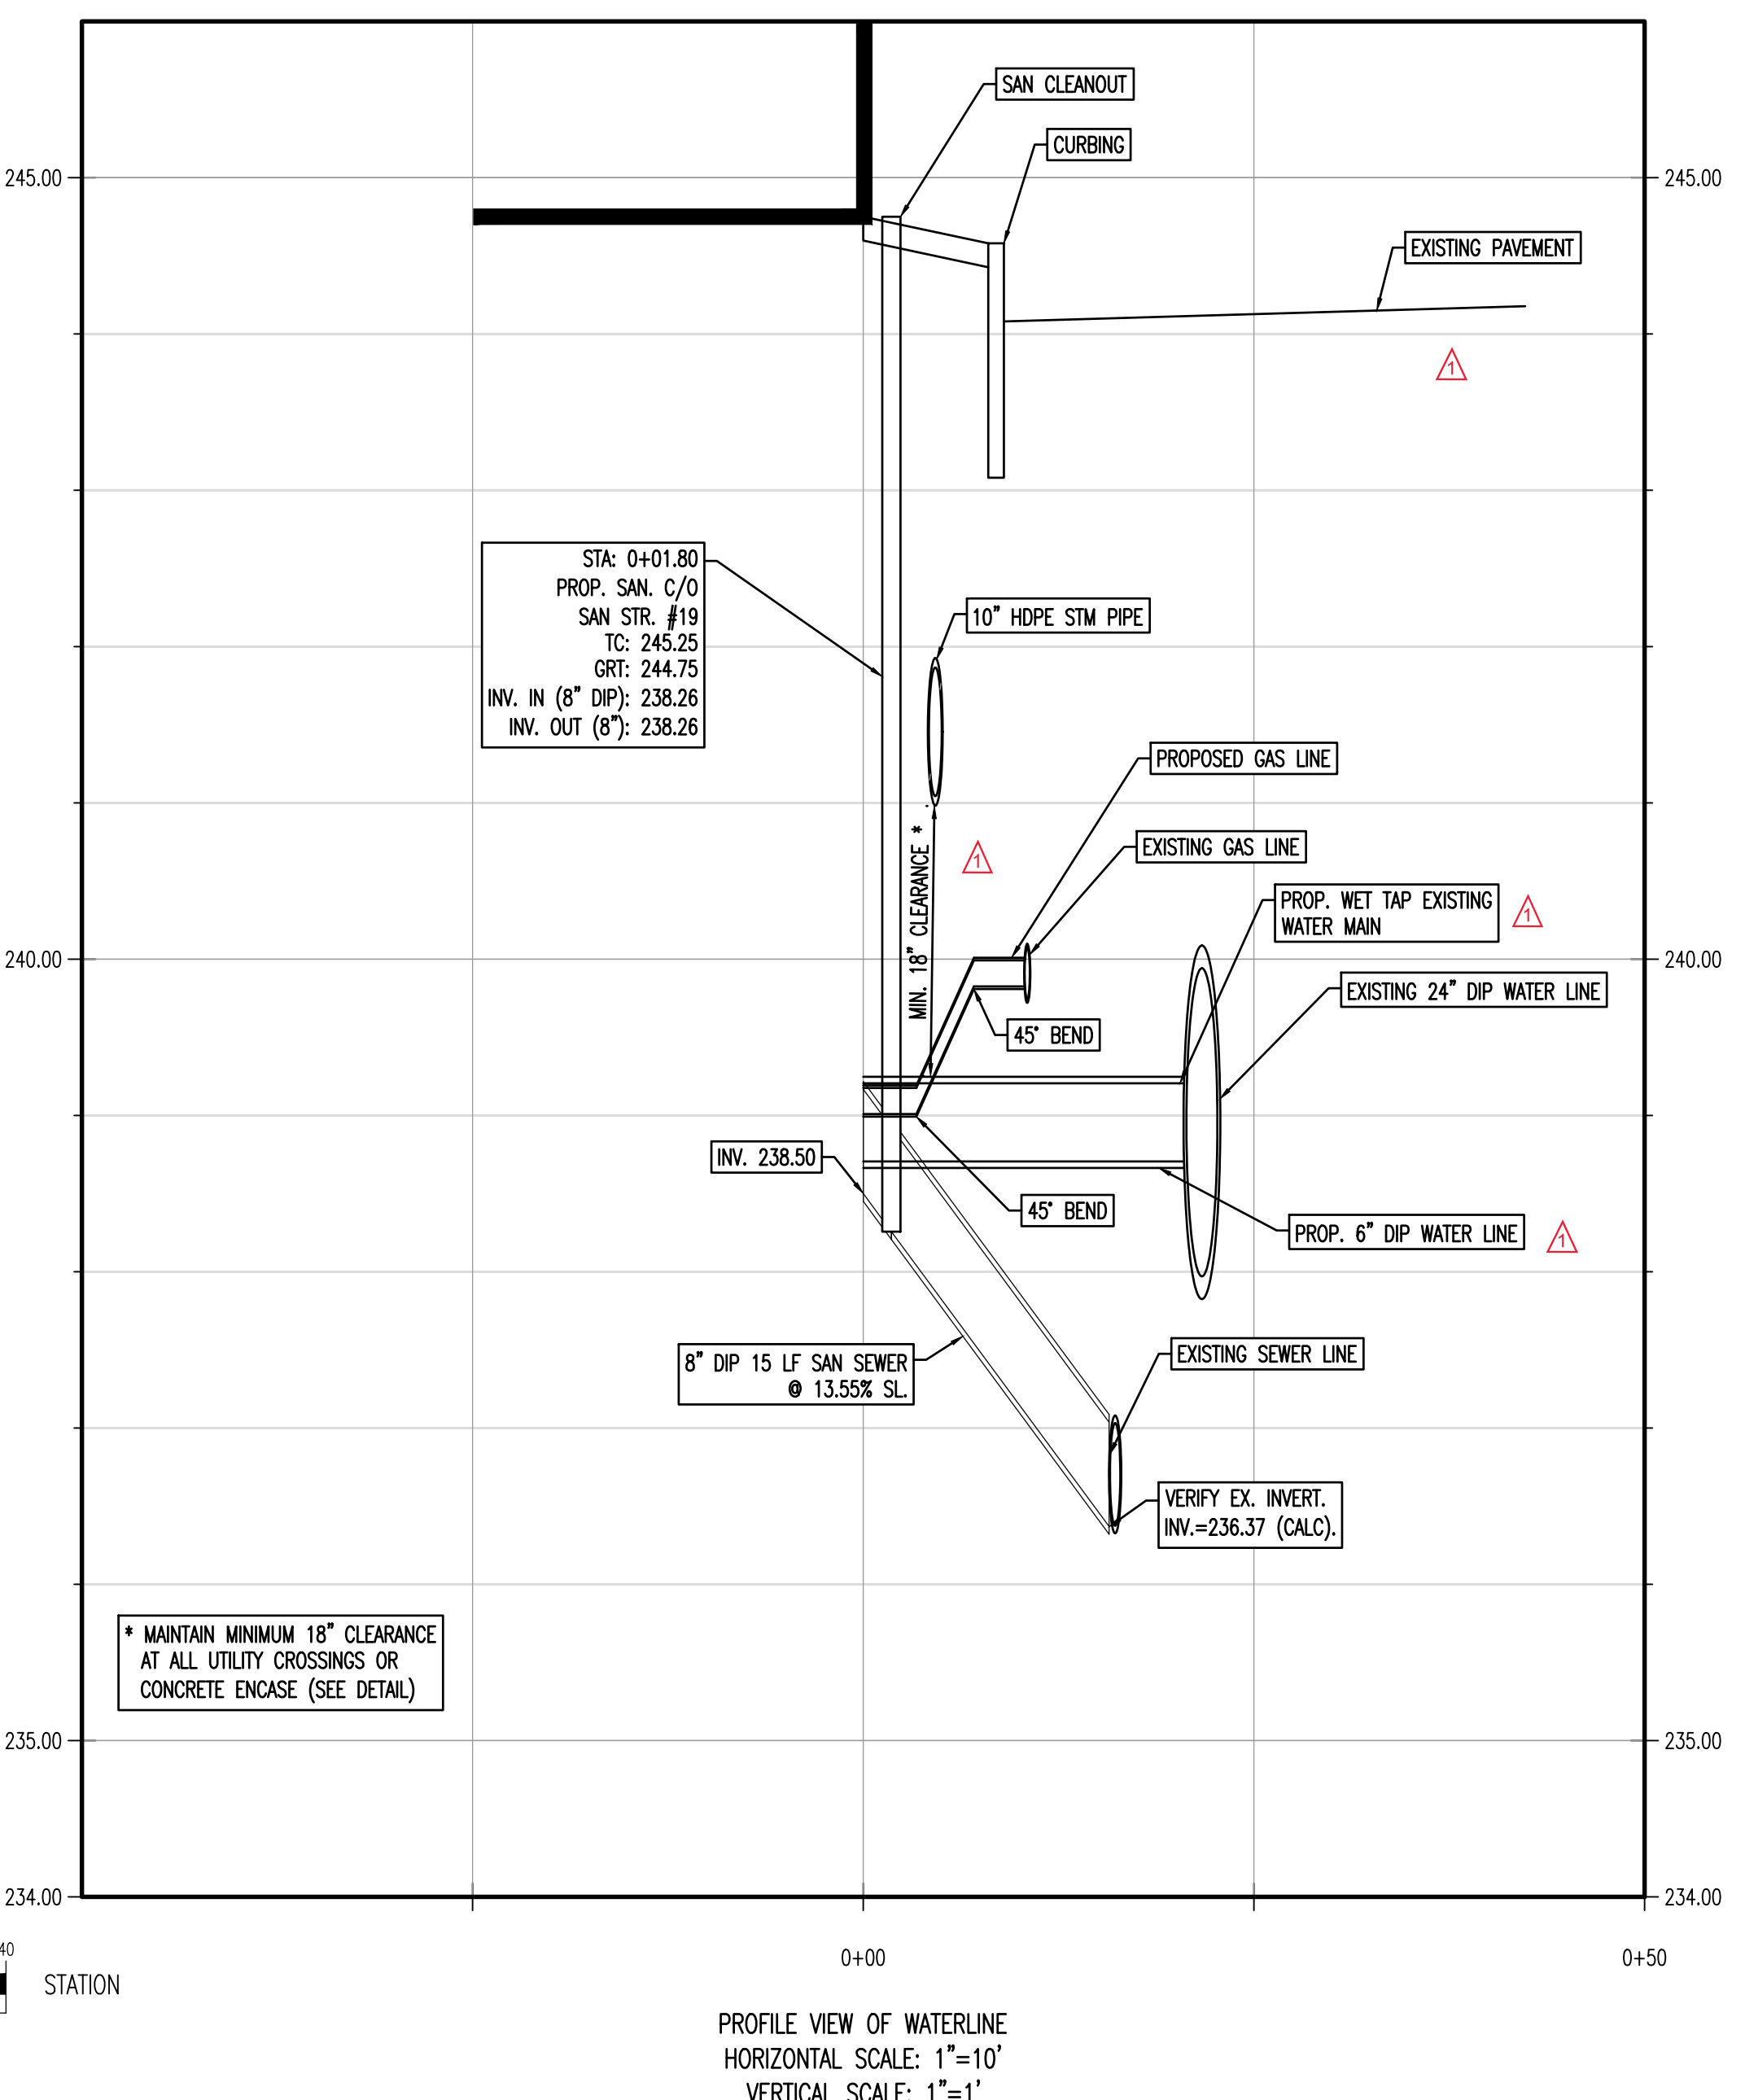 SAN CLEANOUT
CURBING
245.00
245.00
EXISTING PAVEMENT
1
STA: 0+01.80
PROP. SAN. C/O
SAN STR. #19
TC: 245.25
GRT: 244.75
INV. IN (8" DIP): 238.26
INV. OUT (8"): 238.26
10" HDPE STM PIPE
PROPOSED GAS LINE
MIN. 18" CLEARANCE *
1
EXISTING GAS LINE
PROP. WET TAP EXISTING
WATER MAIN
1
240.00
240.00
EXISTING 24" DIP WATER LINE
45° BEND
INV. 238.50
45° BEND
PROP. 6" DIP WATER LINE
1
8" DIP 15 LF SAN SEWER
@ 13.55% SL.
EXISTING SEWER LINE
VERIFY EX. INVERT.
INV.=236.37 (CALC).
* MAINTAIN MINIMUM 18" CLEARANCE
AT ALL UTILITY CROSSINGS OR
CONCRETE ENCASE (SEE DETAIL)
235.00
235.00
234.00
234.00
40
0+00
0+50
STATION
PROFILE VIEW OF WATERLINE
HORIZONTAL SCALE: 1"=10'
VERTICAL SCALE: 1"=1'